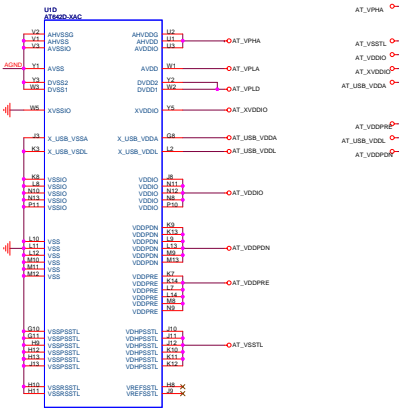 U1D
AT642D-XAC
V2 AHVSSG AHVDDG U2
V1 AHVSS AHVDD U1 AT_VPHA
V3 AVSSIO AVDDIO U3
AGND Y1 AVSS AVDD W1 AT_VPLA
Y3 DVSS2 DVDD2 Y2
W3 DVSS1 DVDD1 W2 AT_VPLD
W5 XVSSIO XVDDIO Y5 AT_XVDDIO
J3 X_USB_VSSA X_USB_VDDA G8 AT_USB_VDDA
K3 X_USB_VSDL X_USB_VDDL L2 AT_USB_VDDL
K8 VSSIO VDDIO J8
L8 VSSIO VDDIO N11
N10 VSSIO VDDIO N12 AT_VDDIO
N13 VSSIO VDDIO N8
P11 VSSIO VDDIO P10
VDDPDN K9
VDDPDN K13
L10 VSS VDDPDN L9
L11 VSS VDDPDN L13 AT_VDDPDN
L12 VSS VDDPDN M9
M10 VSS VDDPDN M13
M11 VSS
M12 VSS VDDPRE K7
VDDPRE K14 AT_VDDPRE
VDDPRE L7
VDDPRE L14
VDDPRE M8
VDDPRE N9
G10 VSSPSSTL VDHPSSTL J10
G11 VSSPSSTL VDHPSSTL J11
H9 VSSPSSTL VDHPSSTL J12 AT_VSSTL
H12 VSSPSSTL VDHPSSTL K10
H13 VSSPSSTL VDHPSSTL K11
J13 VSSPSSTL VDHPSSTL K12
H10 VSSRSSTL VREFSSTL H8
H11 VSSRSSTL VREFSSTL J9
AT_VPHA
AT_VSSTL
AT_VDDIO
AT_XVDDIO
AT_USB_VDDA
AT_VDDPRE
AT_USB_VDDL
AT_VDDPDN